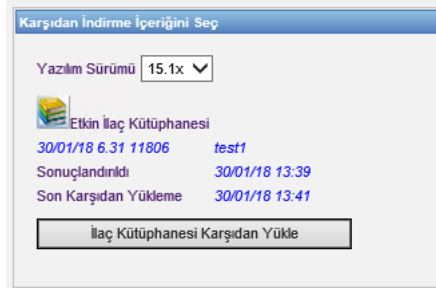 Karşıdan İndirme İçeriğini Seç
Yazılım Sürümü 15.1x
Etkin İlaç Kütüphanesi
30/01/18 6.31 11806 test1
Sonuçlandırıldı 30/01/18 13:39
Son Karşıdan Yükleme 30/01/18 13:41
İlaç Kütüphanesi Karşıdan Yükle